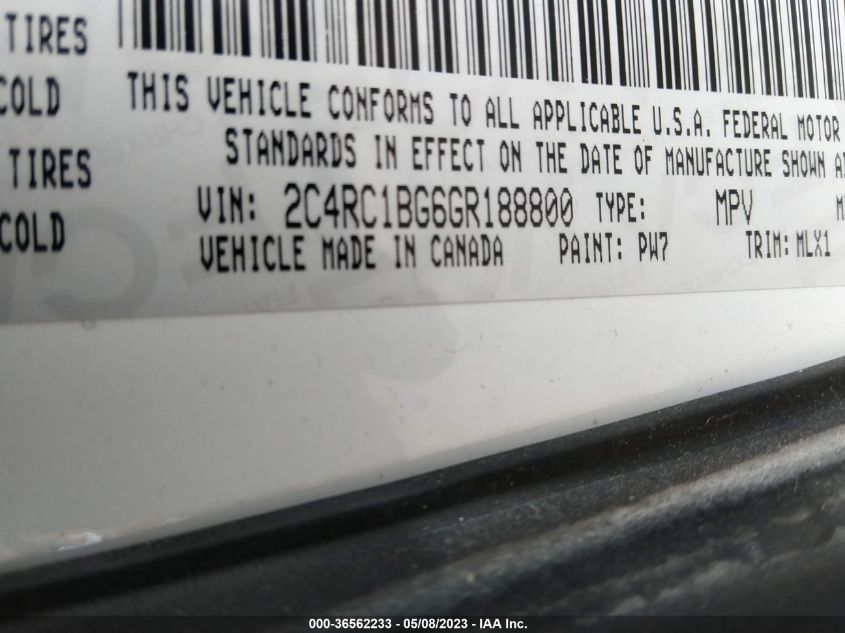 TIRES
COLD
TIRES
COLD
THIS VEHICLE CONFORMS TO ALL APPLICABLE U.S.A. FEDERAL MOTOR
STANDARDS IN EFFECT ON THE DATE OF MANUFACTURE SHOWN
VIN: 2C4RC1BG6GR188800 TYPE: MPV
VEHICLE MADE IN CANADA PAINT: PW7 TRIM: MLX1
000-36562233 - 05/08/2023 - IAA Inc.